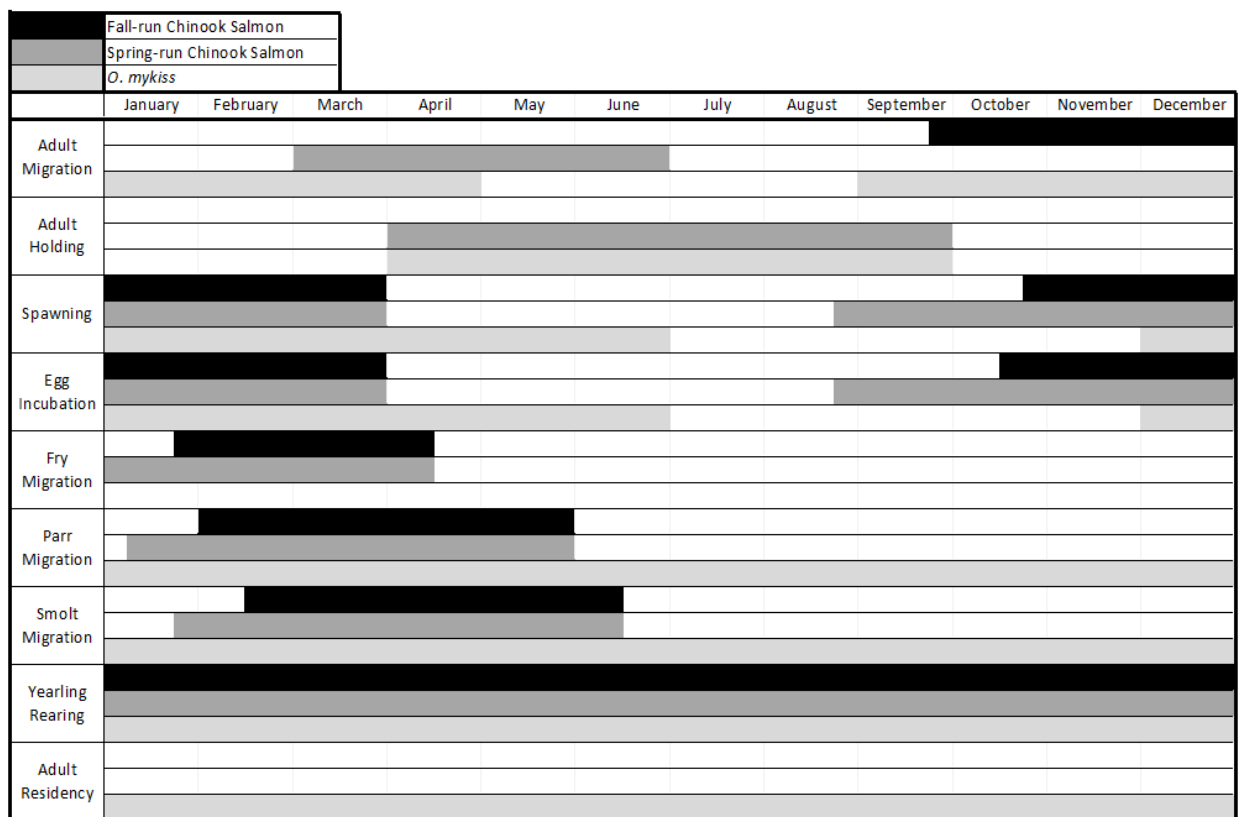 Fall-run Chinook Salmon
Spring-run Chinook Salmon
O. mykiss
January February March April May June July August September October November December
Adult
Migration
Adult
Holding
Spawning
Egg
Incubation
Fry
Migration
Parr
Migration
Smolt
Migration
Yearling
Rearing
Adult
Residency